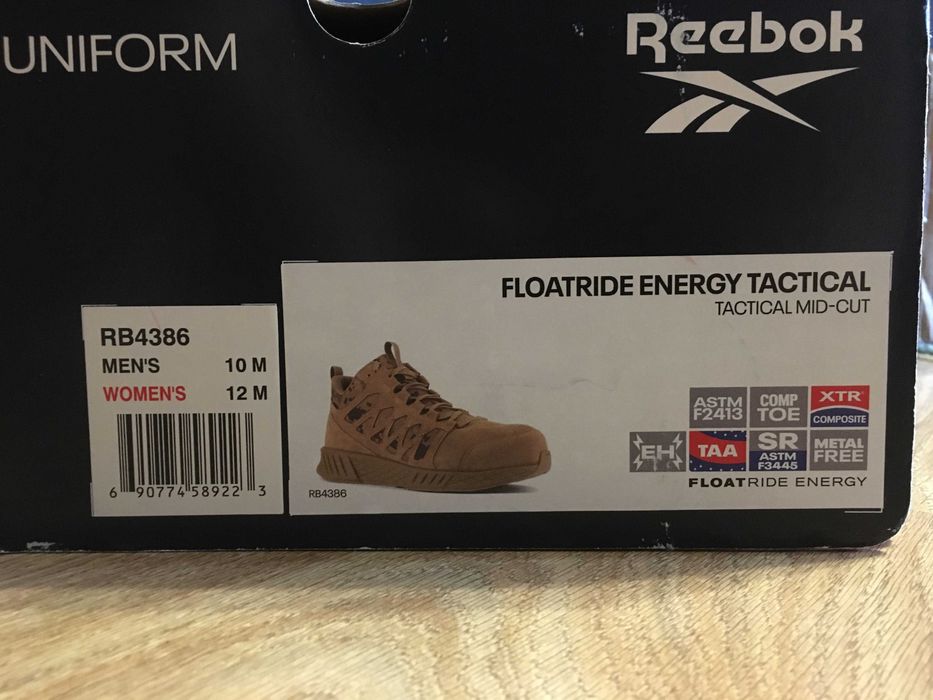 UNIFORM
Reebok
FLOATRIDE ENERGY TACTICAL
TACTICAL MID-CUT
RB4386
MEN'S 10 M
WOMEN'S 12 M
6 90774 58922 3
RB4386
ASTM
F2413
COMP
TOE
XTR
COMPOSITE
EH
TAA
SR
ASTM
F3445
METAL
FREE
FLOATRIDE ENERGY